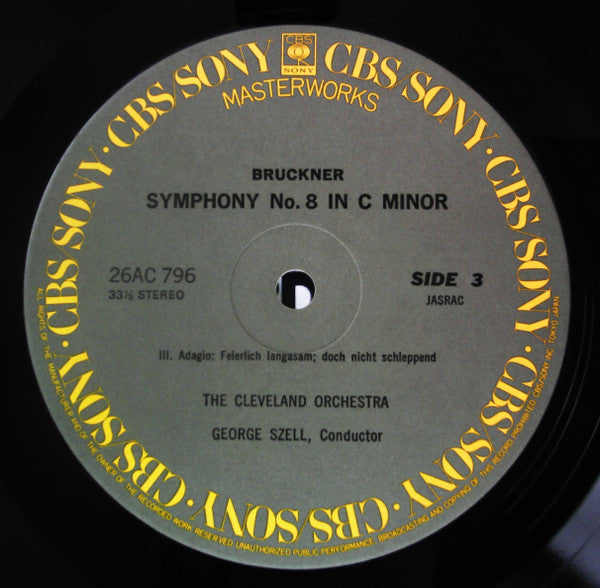 CBS
SONY
CBS/SONY · CBS/SONY · CBS/SONY · CBS/SONY · CBS/SONY · CBS/SONY · CBS/SONY · CBS/SONY
MASTERWORKS
BRUCKNER
SYMPHONY No. 8 IN C MINOR
26AC 796
33⅓ STEREO
SIDE 3
JASRAC
III. Adagio: Feierlich langasam; doch nicht schleppend
THE CLEVELAND ORCHESTRA
GEORGE SZELL, Conductor
ALL RIGHTS OF THE MANUFACTURER AND OF THE OWNER OF THE RECORDED WORK RESERVED. UNAUTHORIZED PUBLIC PERFORMANCE, BROADCASTING AND COPYING OF THIS RECORD PROHIBITED CBS/SONY INC. TOKYO JAPAN